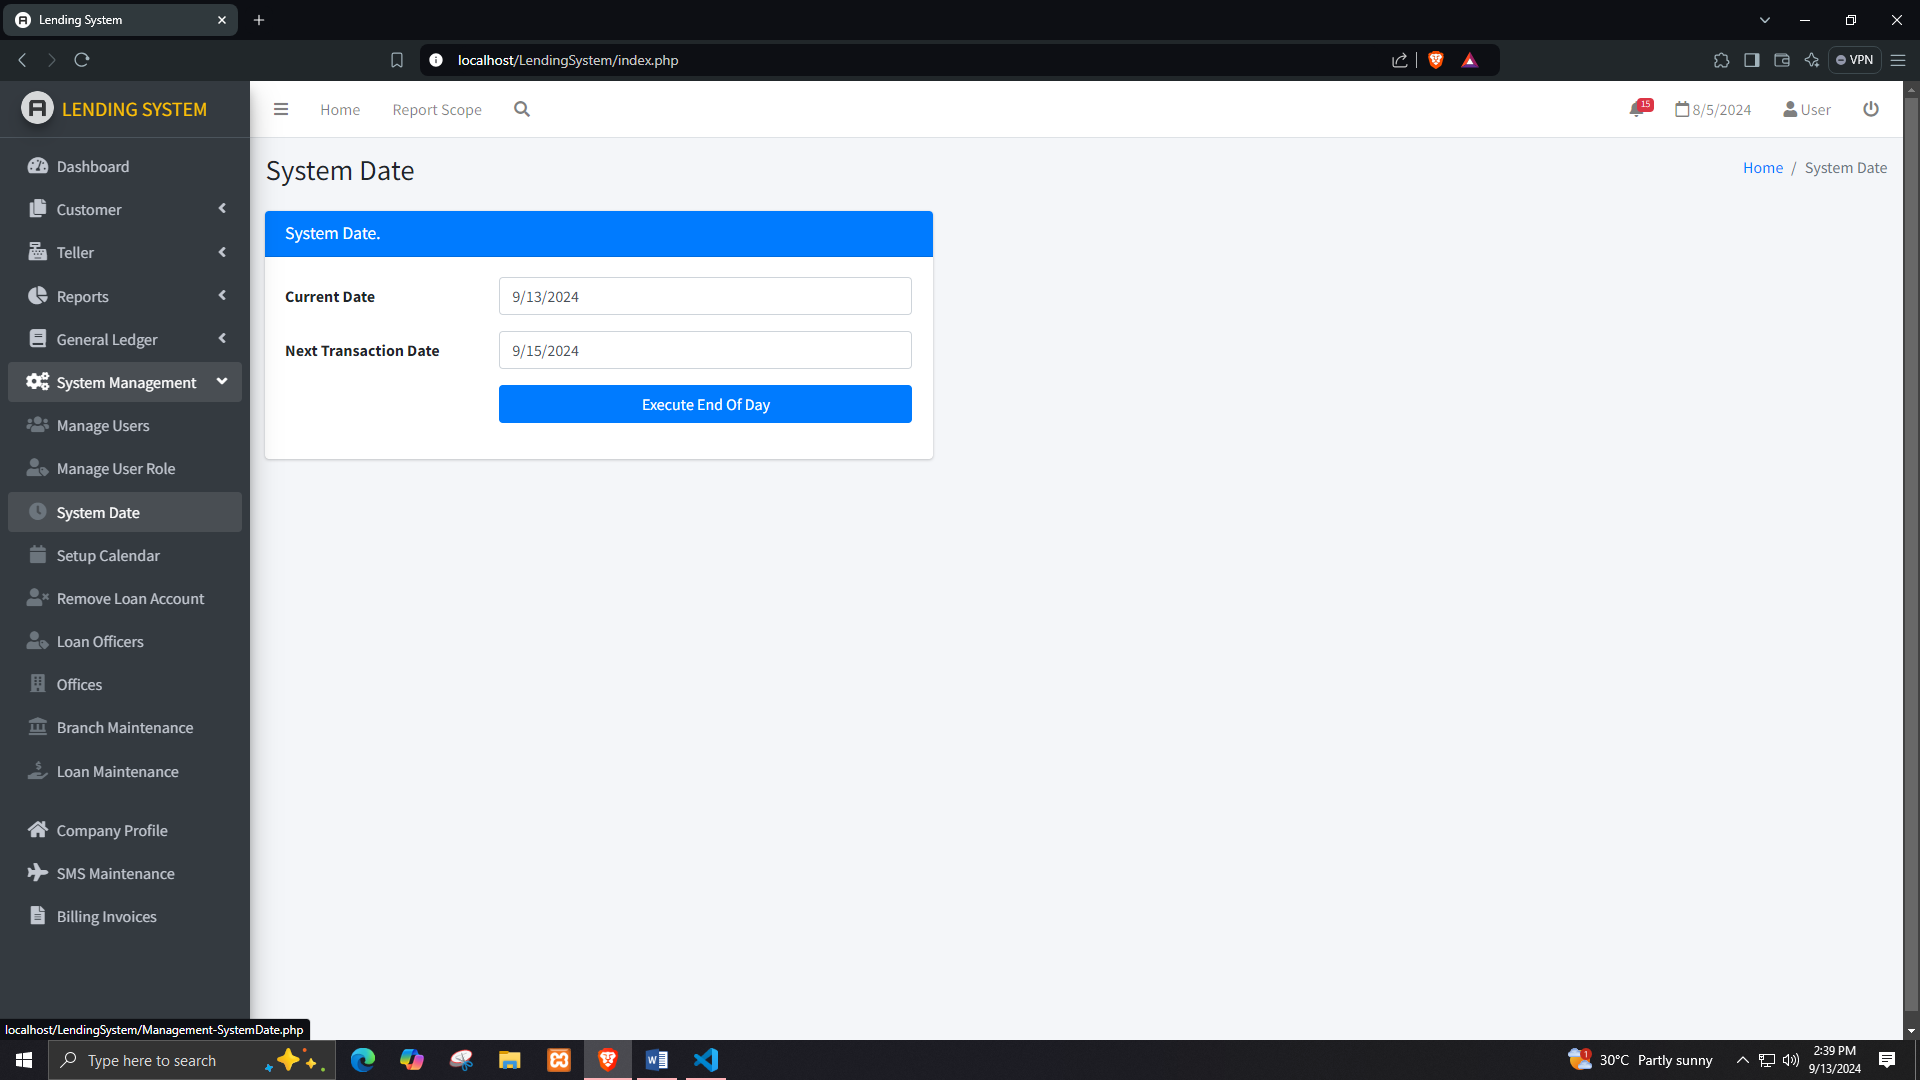 Lending System
localhost/LendingSystem/index.php
VPN
LENDING SYSTEM
Home
Report Scope
15
8/5/2024
User
Dashboard
Customer
Teller
Reports
General Ledger
System Management
Manage Users
Manage User Role
System Date
Setup Calendar
Remove Loan Account
Loan Officers
Offices
Branch Maintenance
Loan Maintenance
Company Profile
SMS Maintenance
Billing Invoices
System Date
Home / System Date
System Date.
Current Date 9/13/2024
Next Transaction Date 9/15/2024
Execute End Of Day
localhost/LendingSystem/Management-SystemDate.php
Type here to search
1
30°C Partly sunny
2:39 PM
9/13/2024